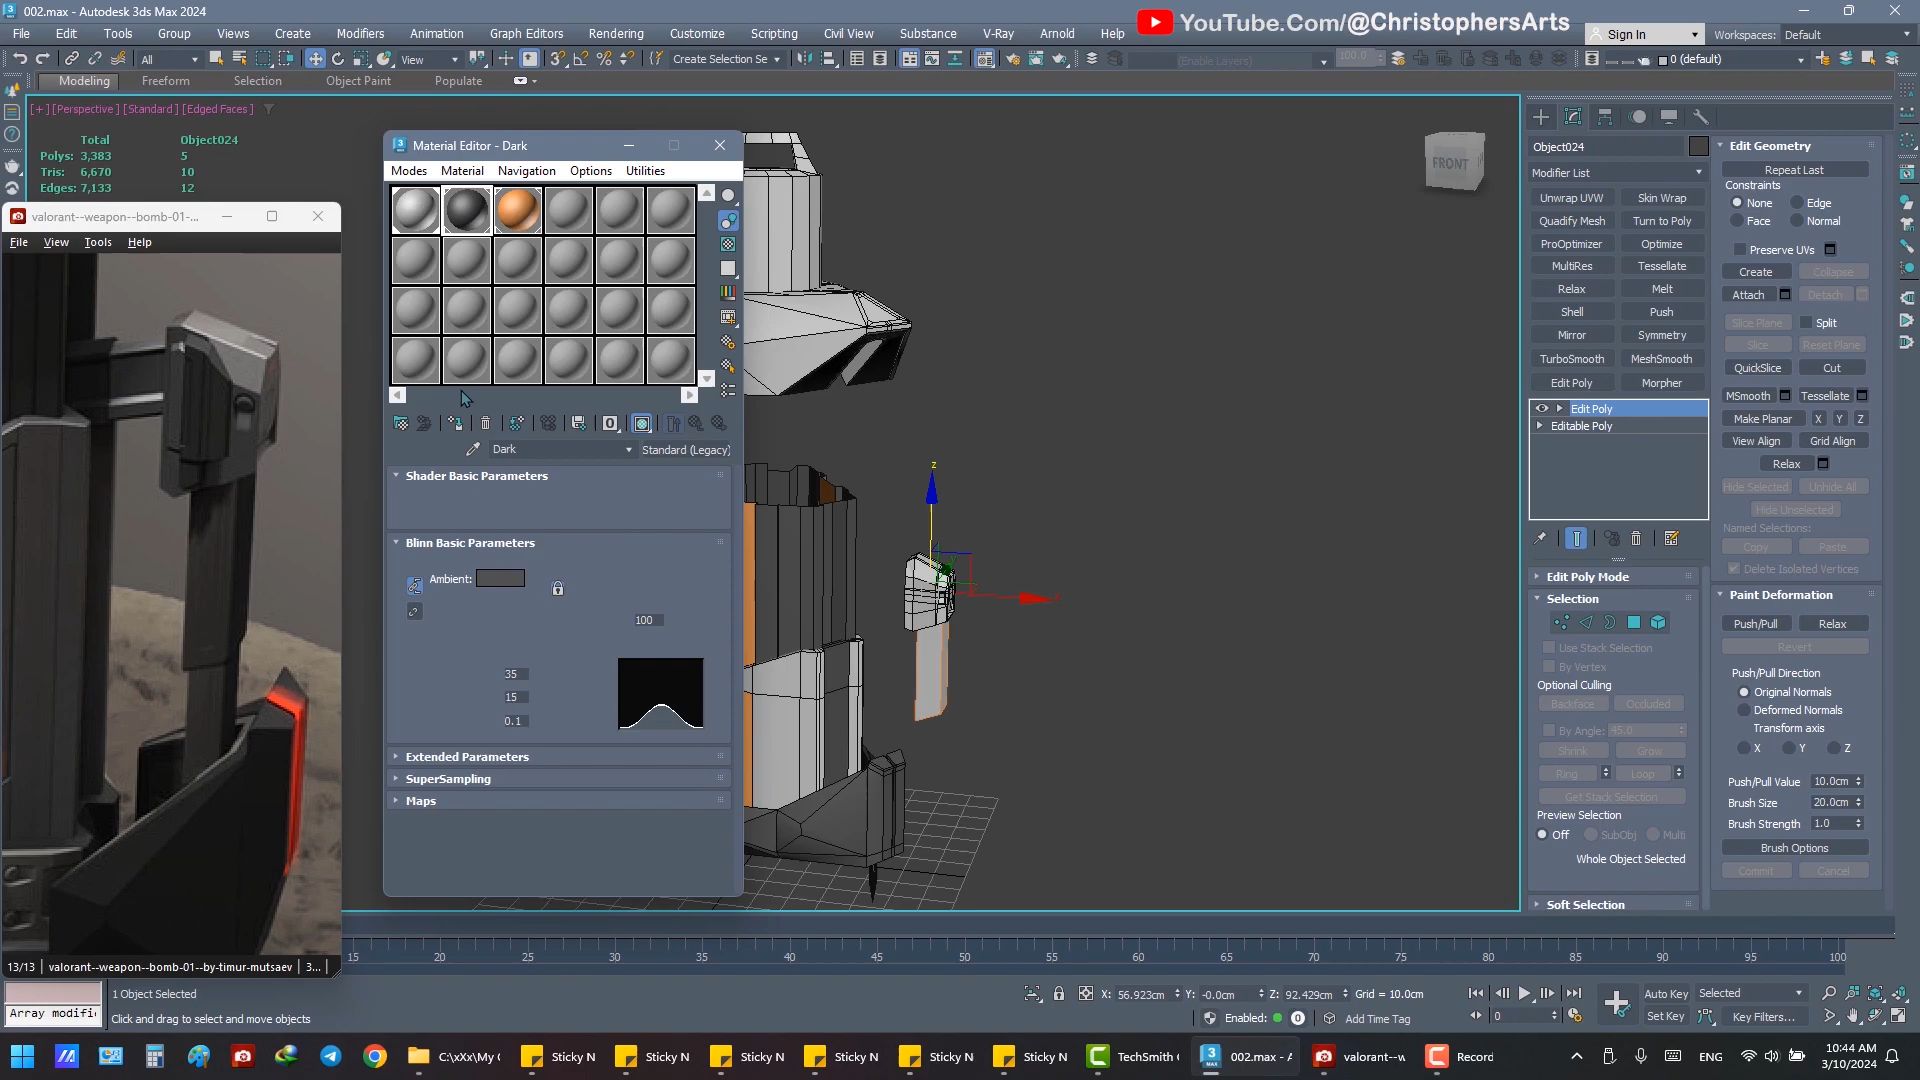 002.max - Autodesk 3ds Max 2024
YouTube.Com/@ChristophersArts
File Edit Tools Group Views Create Modifiers Animation Graph Editors Rendering Customize Scripting Civil View Substance V-Ray Arnold Help
Sign In
Workspaces: Default
All
View
Create Selection Se
(Enable Layers)
100.0
0 (default)
Modeling Freeform Selection Object Paint Populate
[+] [Perspective] [Standard] [Edged Faces]
Total Object024
Polys: 3,383 5
Tris: 6,670 10
Edges: 7,133 12
valorant--weapon--bomb-01-...
File View Tools Help
13/13 valorant--weapon--bomb-01--by-timur-mutsaev 3...
Material Editor - Dark
Modes Material Navigation Options Utilities
Dark
Standard (Legacy)
Shader Basic Parameters
Blinn Basic Parameters
Ambient:
100
35
15
0.1
Extended Parameters
SuperSampling
Maps
FRONT
z
Object024
Modifier List
Unwrap UVW Skin Wrap
Quadify Mesh Turn to Poly
ProOptimizer Optimize
MultiRes Tessellate
Relax Melt
Shell Push
Mirror Symmetry
TurboSmooth MeshSmooth
Edit Poly Morpher
Edit Poly
Editable Poly
Edit Poly Mode
Selection
Use Stack Selection
By Vertex
Optional Culling
Backface Occluded
By Angle: 45.0
Shrink Grow
Ring Loop
Get Stack Selection
Preview Selection
Off SubObj Multi
Whole Object Selected
Soft Selection
Edit Geometry
Repeat Last
Constraints
None Edge
Face Normal
Preserve UVs
Create Collapse
Attach Detach
Slice Plane Split
Slice Reset Plane
QuickSlice Cut
MSmooth Tessellate
Make Planar X Y Z
View Align Grid Align
Relax
Hide Selected Unhide All
Hide Unselected
Named Selections:
Copy Paste
Delete Isolated Vertices
Paint Deformation
Push/Pull Relax
Revert
Push/Pull Direction
Original Normals
Deformed Normals
Transform axis
X Y Z
Push/Pull Value 10.0cm
Brush Size 20.0cm
Brush Strength 1.0
Brush Options
Commit Cancel
15 20 25 30 35 40 45 50 55 60 65 70 75 80 85 90 95 100
1 Object Selected
Array modifi
Click and drag to select and move objects
X: 56.923cm Y: -0.0cm Z: 92.429cm Grid = 10.0cm
Enabled: 0 Add Time Tag
0
Auto Key Selected
Set Key Key Filters...
C:\xXx\My C Sticky N Sticky N Sticky N Sticky N Sticky N Sticky N TechSmith 002.max - A valorant--w Record
ENG
10:44 AM
3/10/2024